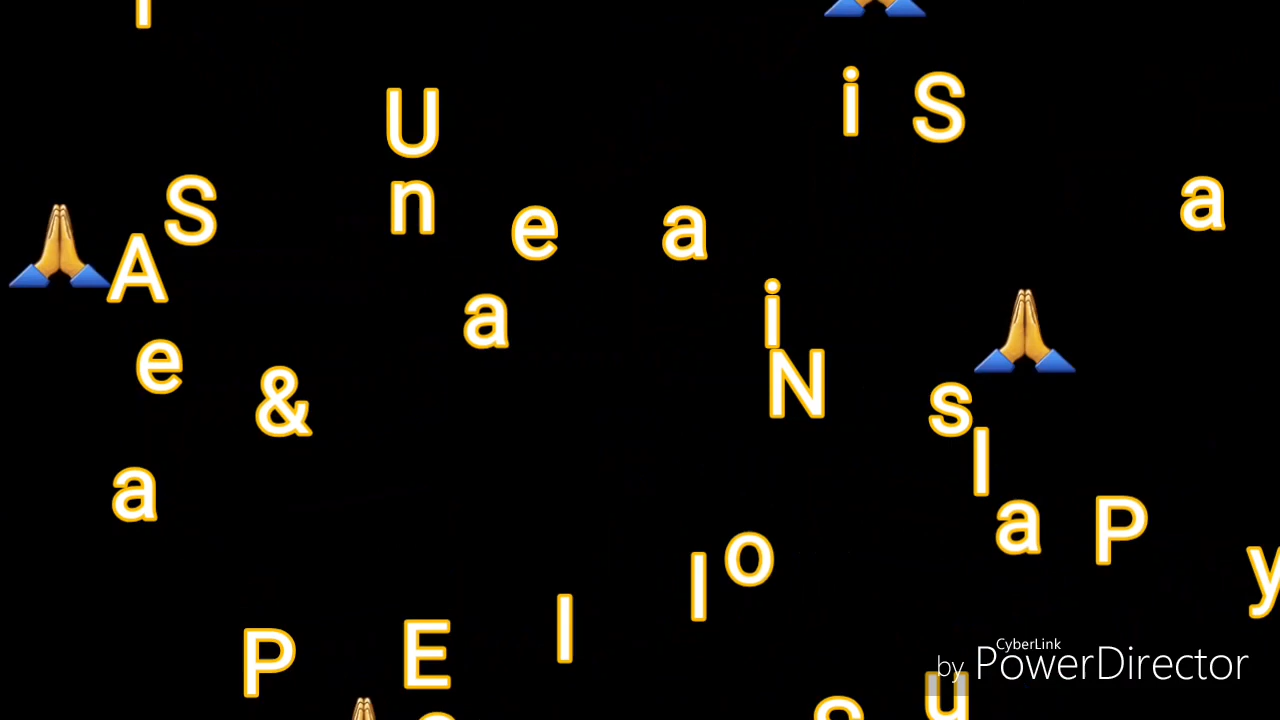 i S
U
S n e a a
A
a i
e & N s
l
a a P
l o y
P E l u
CyberLink
by PowerDirector